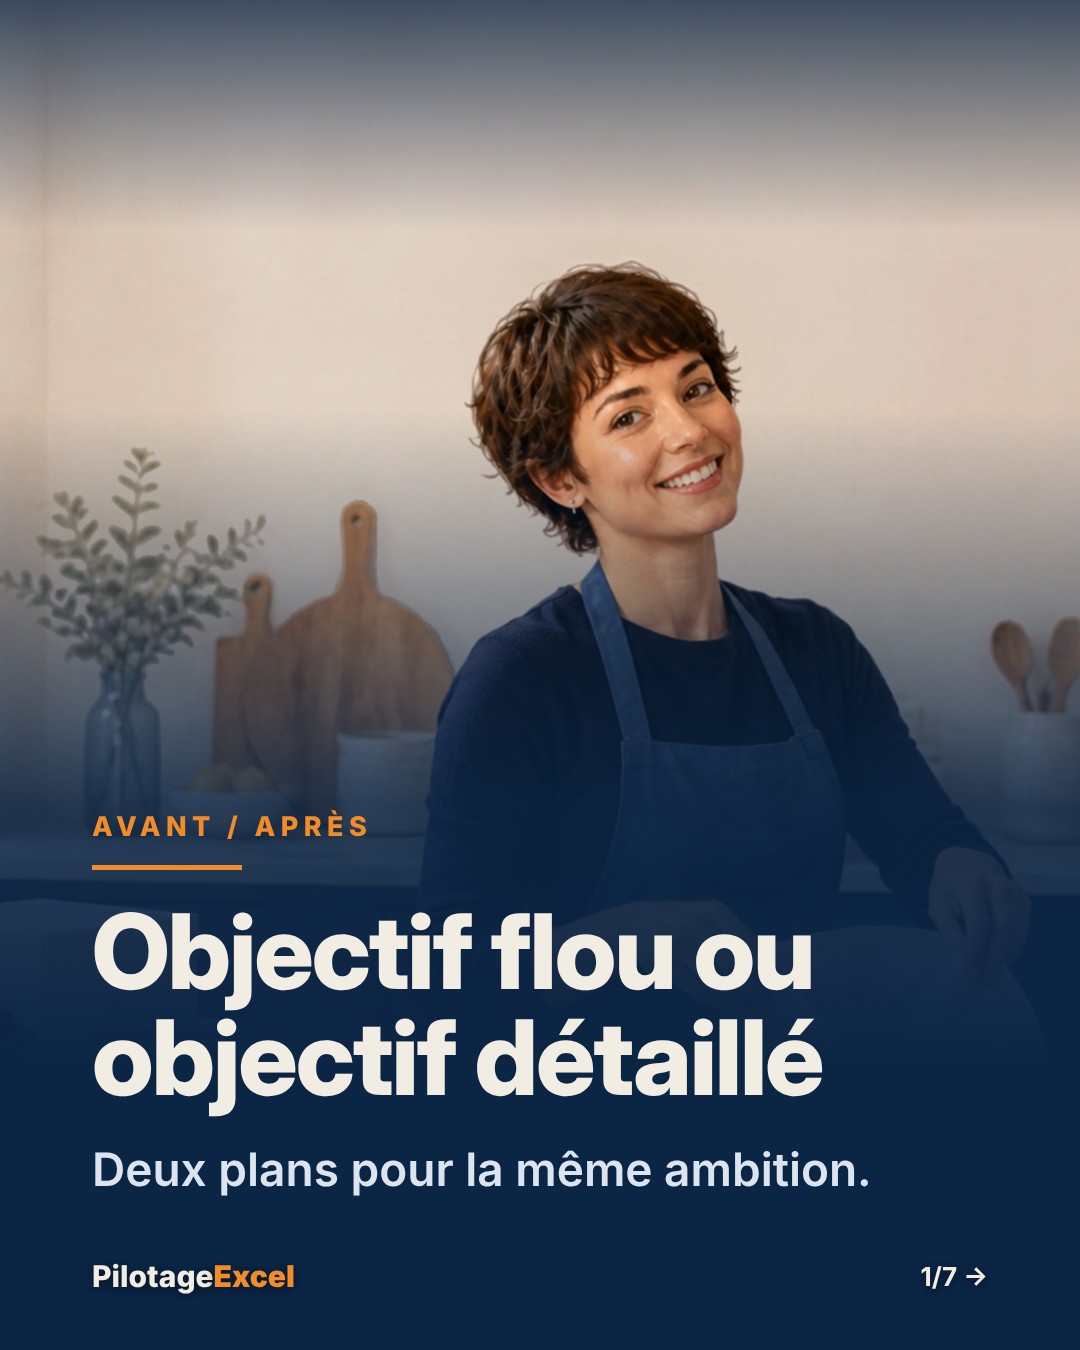 AVANT / APRÈS
Objectif flou ou
objectif détaillé
Deux plans pour la même ambition.
PilotageExcel
1/7 →